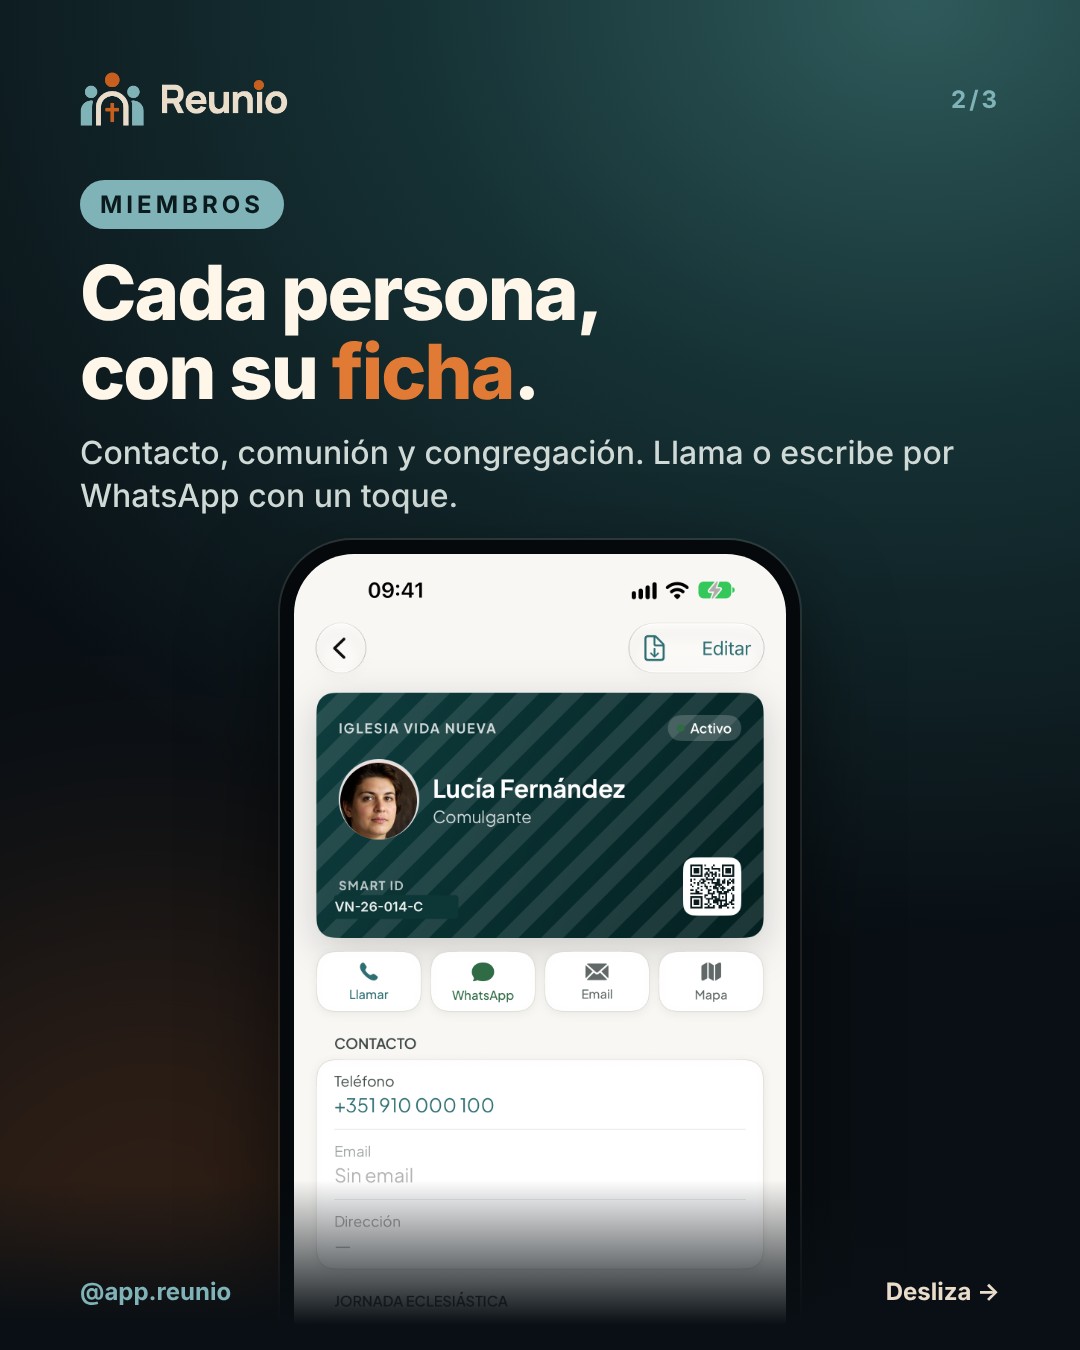 Reunio
2/3
MIEMBROS
Cada persona,
con su ficha.
Contacto, comunión y congregación. Llama o escribe por
WhatsApp con un toque.
09:41
Editar
IGLESIA VIDA NUEVA
Activo
Lucía Fernández
Comulgante
SMART ID
VN-26-014-C
Llamar
WhatsApp
Email
Mapa
CONTACTO
Teléfono
+351 910 000 100
Email
Sin email
Dirección
—
JORNADA ECLESIÁSTICA
@app.reunio
Desliza →